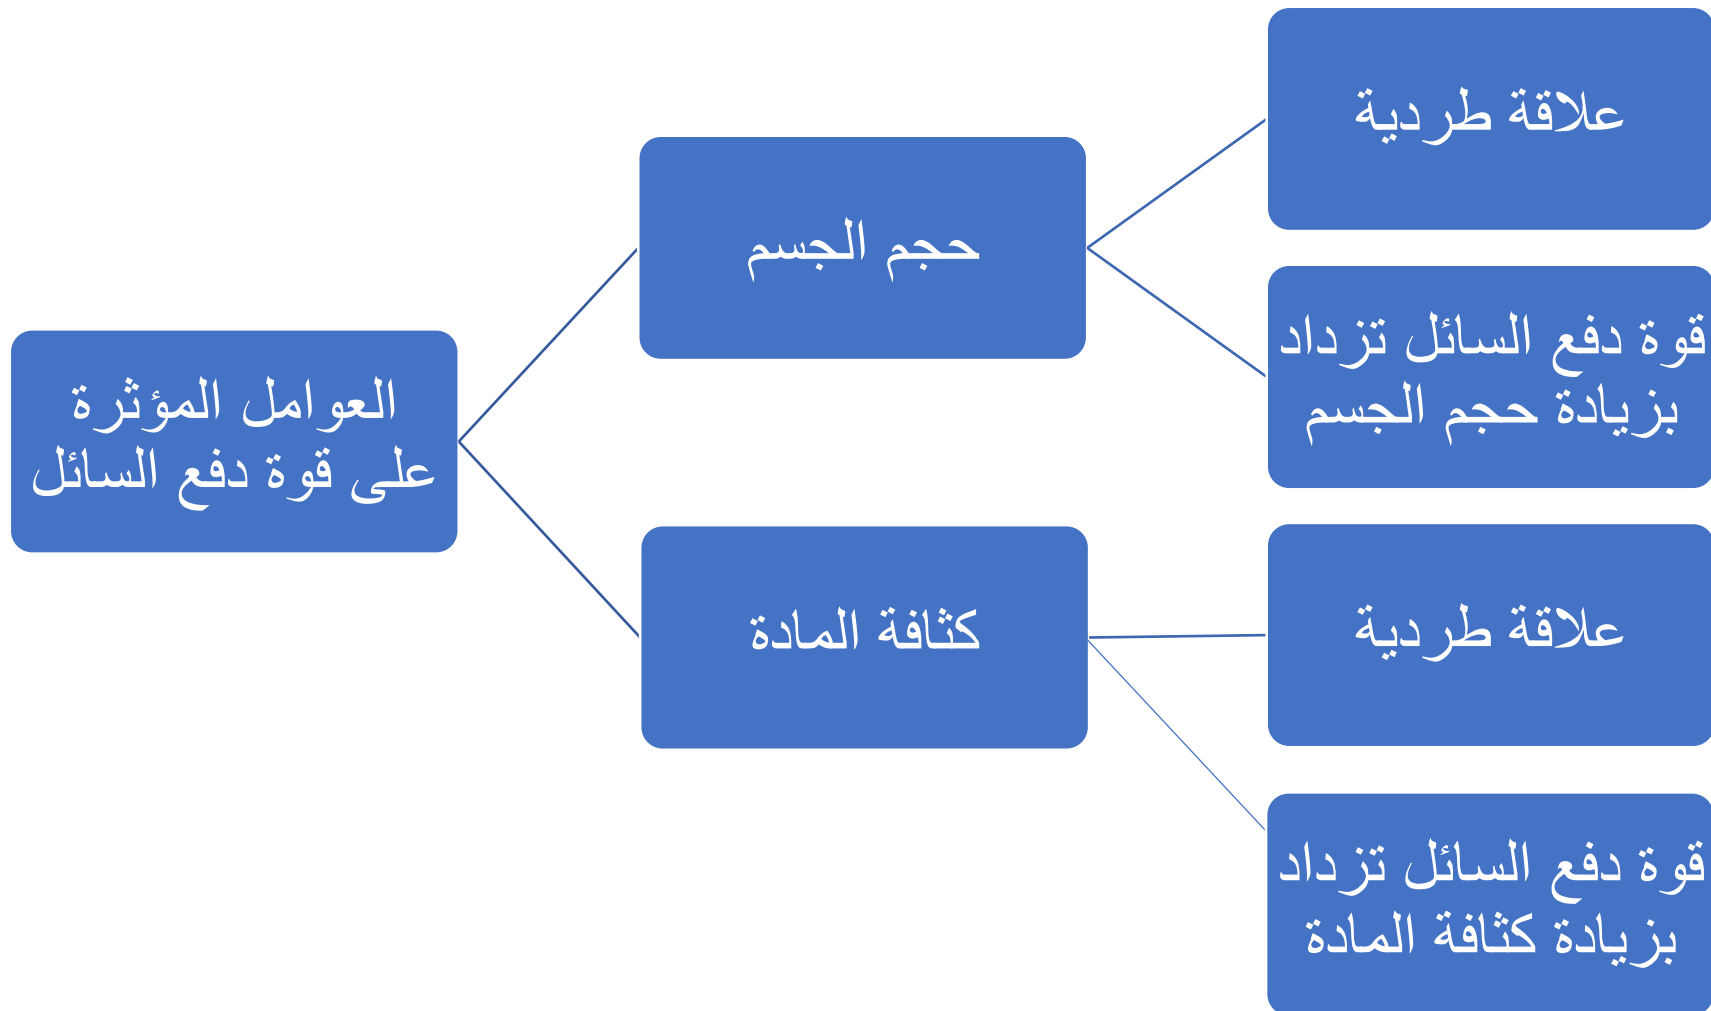 العوامل المؤثرة
على قوة دفع السائل
حجم الجسم
علاقة طردية
قوة دفع السائل تزداد
بزيادة حجم الجسم
كثافة المادة
علاقة طردية
قوة دفع السائل تزداد
بزيادة كثافة المادة